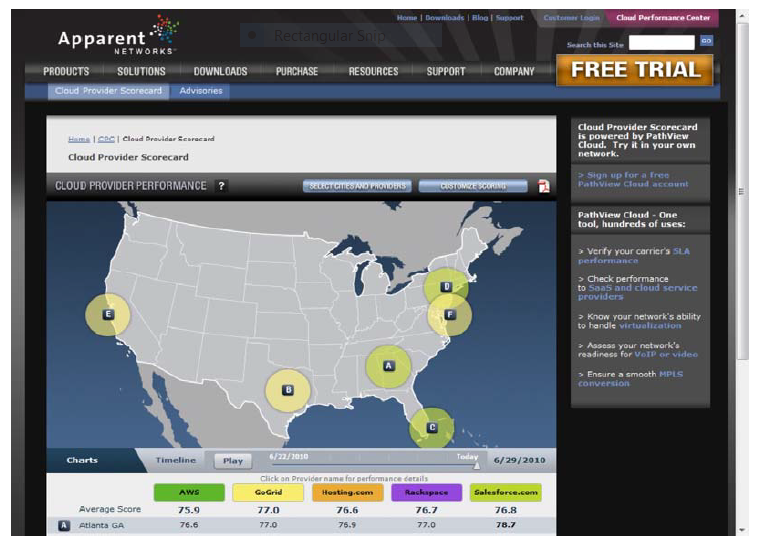 Home | Downloads | Blog | Support Customer Login Cloud Performance Center
Rectangular Snip
Apparent
NETWORKS
Search this Site GO
PRODUCTS SOLUTIONS DOWNLOADS PURCHASE RESOURCES SUPPORT COMPANY
FREE TRIAL
Cloud Provider Scorecard Advisories
Home | CPC | Cloud Provider Scorecard
Cloud Provider Scorecard
CLOUD PROVIDER PERFORMANCE ?
SELECT CITIES AND PROVIDERS CUSTOMIZE SCORING
D
E
F
A
B
C
Charts Timeline Play 6/22/2010 Today 6/29/2010
Click on Provider name for performance details
AWS GoGrid Hosting.com Rackspace Salesforce.com
Average Score 75.9 77.0 76.6 76.7 76.8
A Atlanta GA 76.6 77.0 76.9 77.0 78.7
Cloud Provider Scorecard
is powered by PathView
Cloud. Try it in your own
network.
> Sign up for a free
PathView Cloud account
PathView Cloud - One
tool, hundreds of uses:
> Verify your carrier's SLA
performance
> Check performance
to SaaS and cloud service
providers
> Know your network's ability
to handle virtualization
> Assess your network's
readiness for VoIP or video
> Ensure a smooth MPLS
conversion